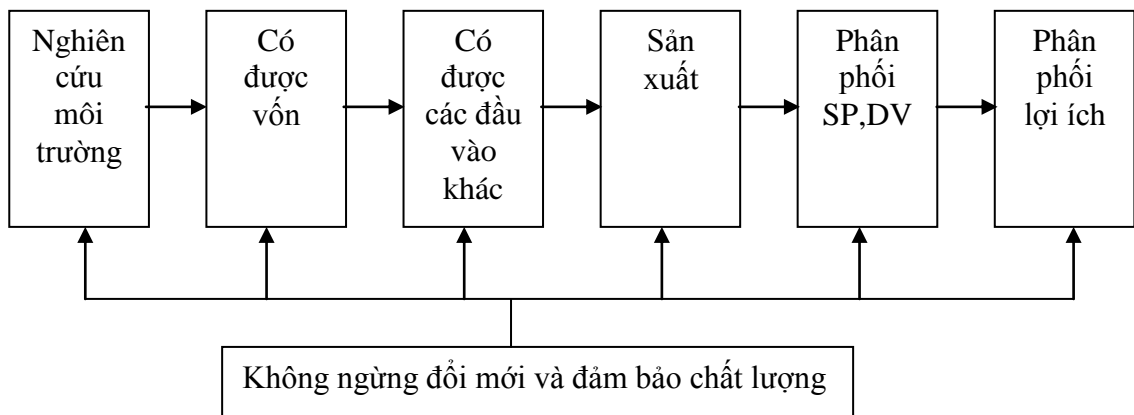 Nghiên
cứu
môi
trường
Có
được
vốn
Có
được
các đầu
vào
khác
Sản
xuất
Phân
phối
SP,DV
Phân
phối
lợi ích
Không ngừng đổi mới và đảm bảo chất lượng